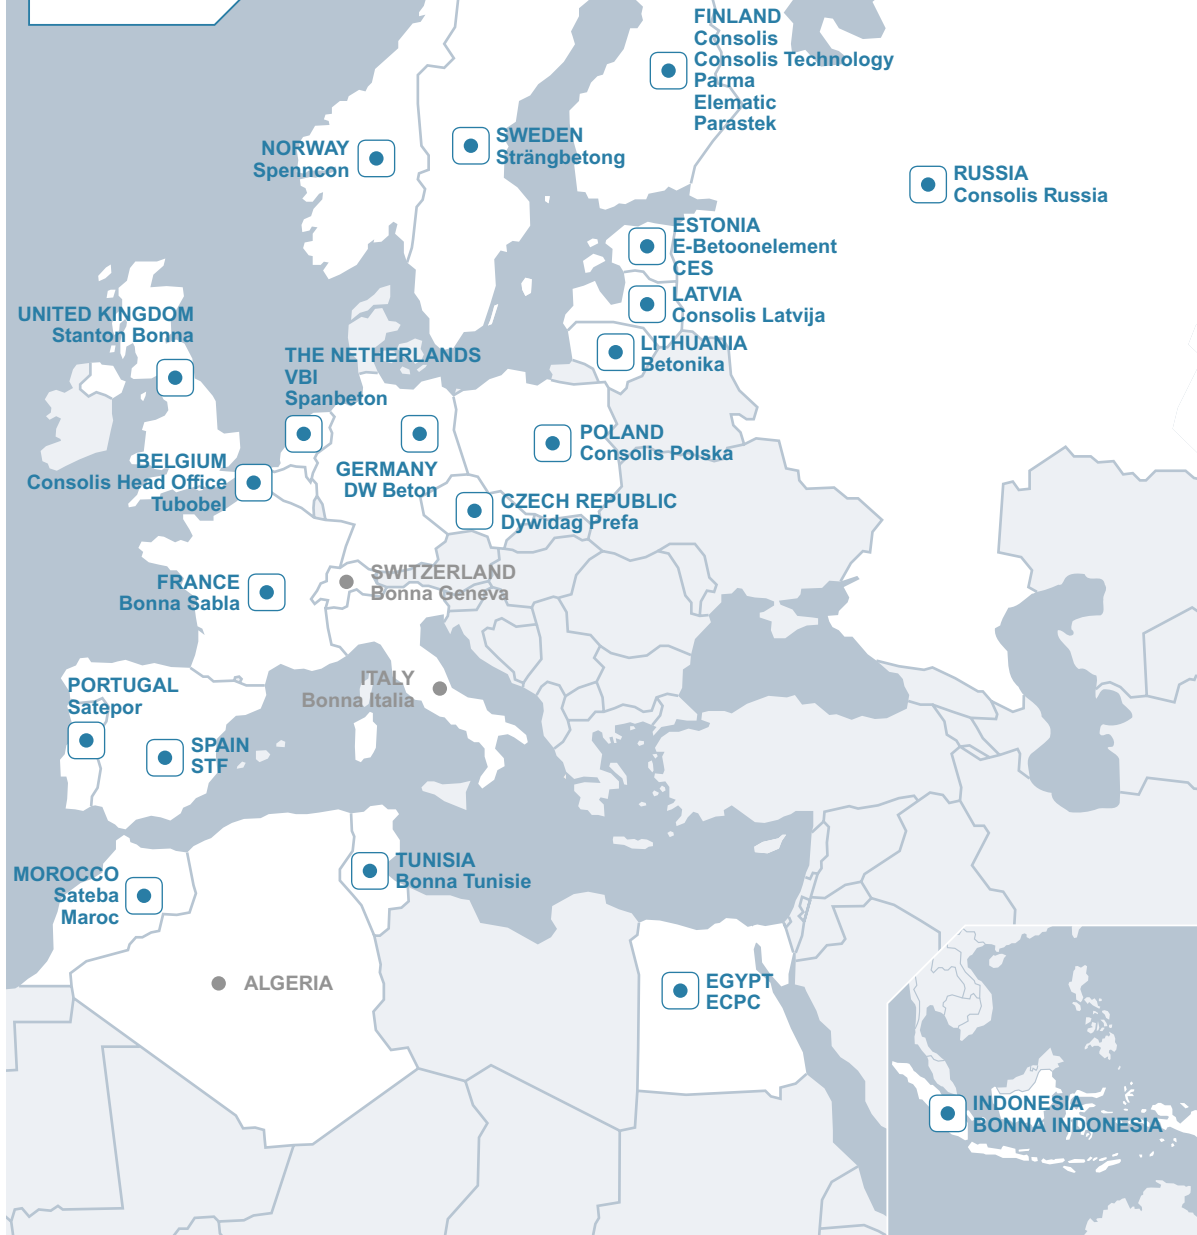 FINLAND
Consolis
Consolis Technology
Parma
Elematic
Parastek
SWEDEN
Strängbetong
NORWAY
Spenncon
RUSSIA
Consolis Russia
ESTONIA
E-Betoonelement
CES
LATVIA
Consolis Latvija
UNITED KINGDOM
Stanton Bonna
LITHUANIA
Betonika
THE NETHERLANDS
VBI
Spanbeton
POLAND
Consolis Polska
BELGIUM
Consolis Head Office
Tubobel
GERMANY
DW Beton
CZECH REPUBLIC
Dywidag Prefa
SWITZERLAND
Bonna Geneva
FRANCE
Bonna Sabla
ITALY
Bonna Italia
PORTUGAL
Satepor
SPAIN
STF
TUNISIA
Bonna Tunisie
MOROCCO
Sateba
Maroc
ALGERIA
EGYPT
ECPC
INDONESIA
BONNA INDONESIA